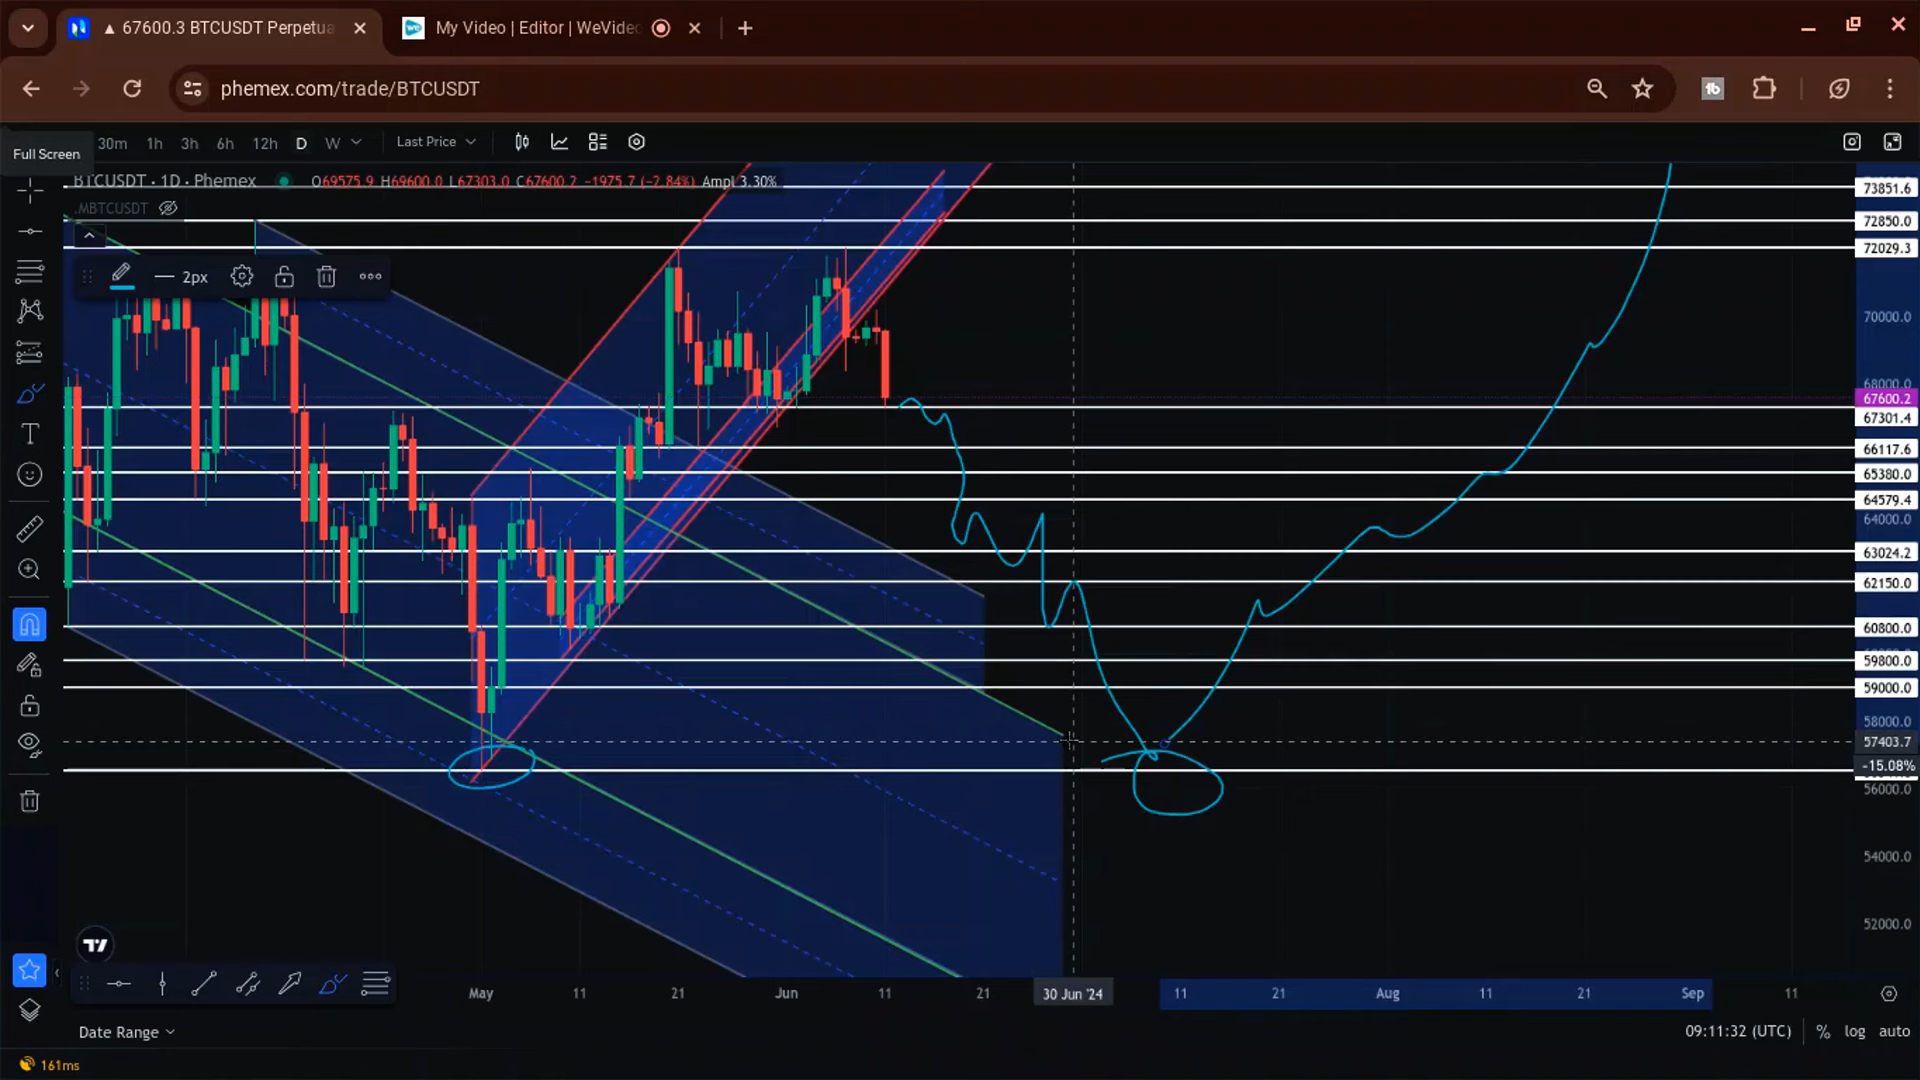 ▲ 67600.3 BTCUSDT Perpetua
My Video | Editor | WeVide
phemex.com/trade/BTCUSDT
Full Screen
30m 1h 3h 6h 12h D W Last Price
BTCUSDT · 1D · Phemex O69575.9 H69600.0 L67303.0 C67600.2 -1975.7 (-2.84%) Ampl 3.30%
.MBTCUSDT
2px
73851.6
72850.0
72029.3
70000.0
68000.0
67600.2
67301.4
66117.6
65380.0
64579.4
64000.0
63024.2
62150.0
60800.0
59800.0
59000.0
58000.0
57403.7
-15.08%
56000.0
54000.0
52000.0
May 11 21 Jun 11 21 30 Jun '24 11 21 Aug 11 21 Sep 11
Date Range
09:11:32 (UTC) % log auto
161ms